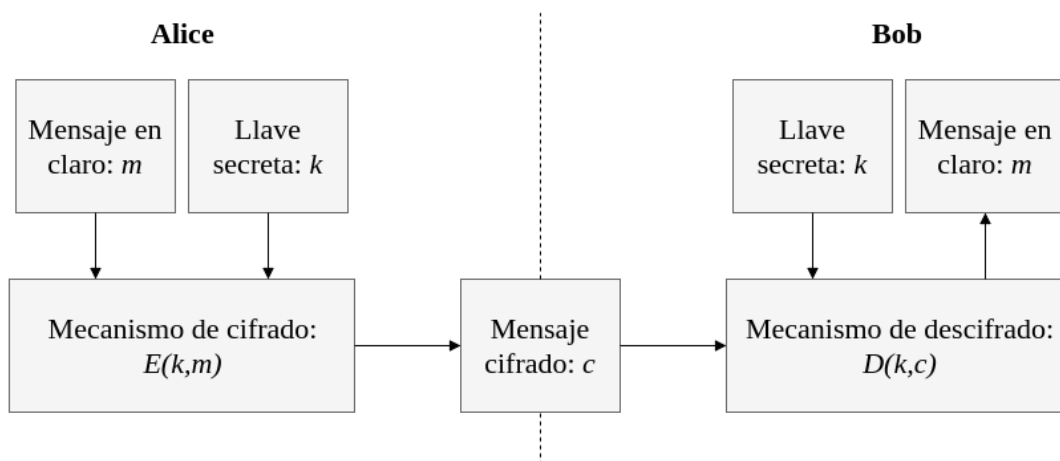 Alice
Bob
Mensaje en
claro: m
Llave
secreta: k
Llave
secreta: k
Mensaje en
claro: m
Mecanismo de cifrado:
E(k,m)
Mensaje
cifrado: c
Mecanismo de descifrado:
D(k,c)